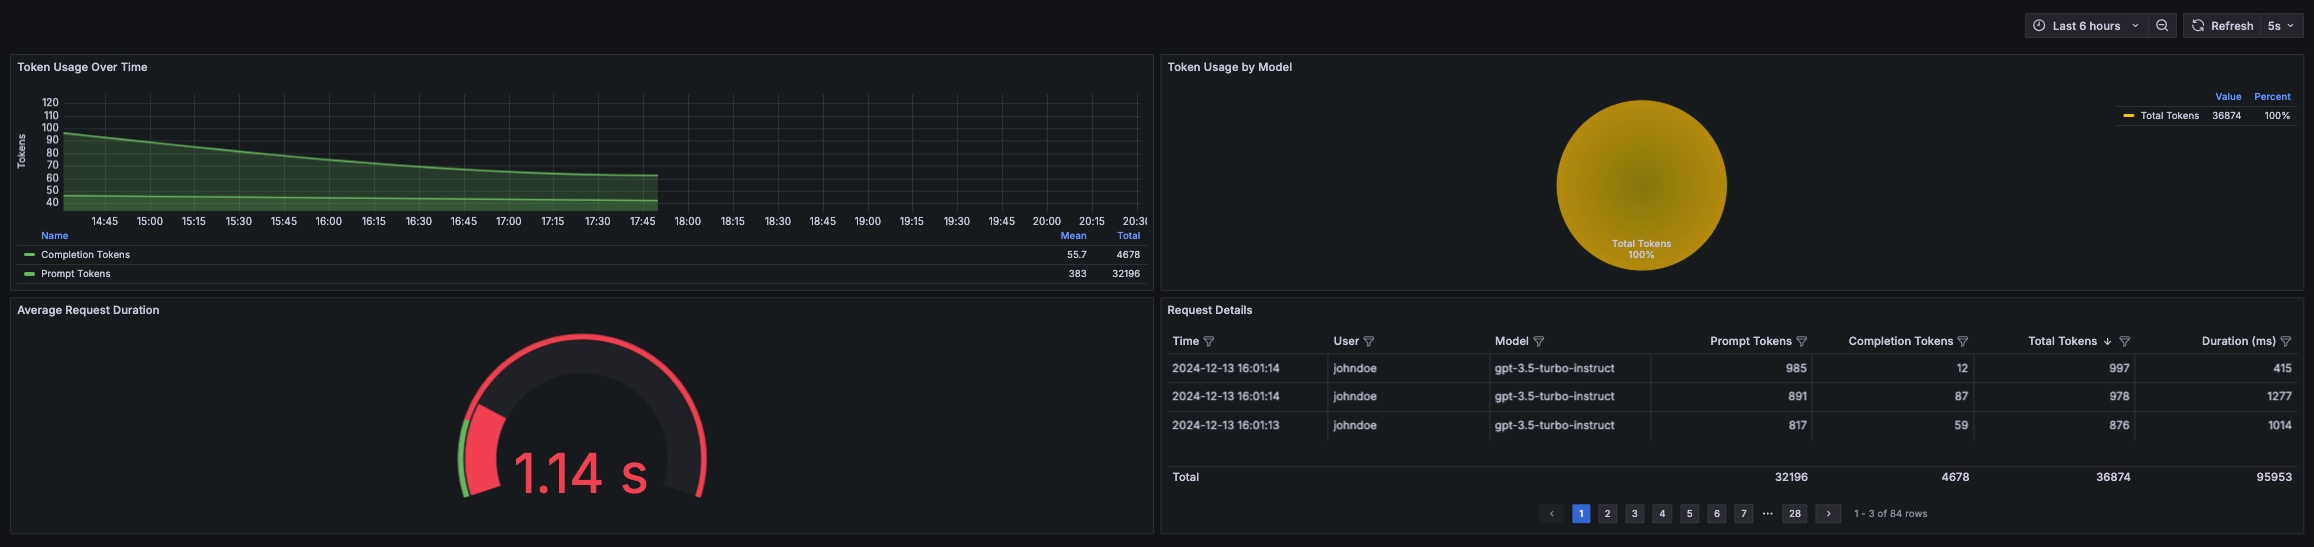 Last 6 hours Refresh 5s
Token Usage Over Time
120
110
100
90
80
70
60
50
40
Tokens
14:45 15:00 15:15 15:30 15:45 16:00 16:15 16:30 16:45 17:00 17:15 17:30 17:45 18:00 18:15 18:30 18:45 19:00 19:15 19:30 19:45 20:00 20:15 20:30
Name Mean Total
Completion Tokens 55.7 4678
Prompt Tokens 383 32196
Token Usage by Model
Value Percent
Total Tokens 36874 100%
Total Tokens
100%
Average Request Duration
1.14 s
Request Details
Time User Model Prompt Tokens Completion Tokens Total Tokens Duration (ms)
2024-12-13 16:01:14 johndoe gpt-3.5-turbo-instruct 985 12 997 415
2024-12-13 16:01:14 johndoe gpt-3.5-turbo-instruct 891 87 978 1277
2024-12-13 16:01:13 johndoe gpt-3.5-turbo-instruct 817 59 876 1014
Total 32196 4678 36874 95953
1 2 3 4 5 6 7 ... 28 1 - 3 of 84 rows